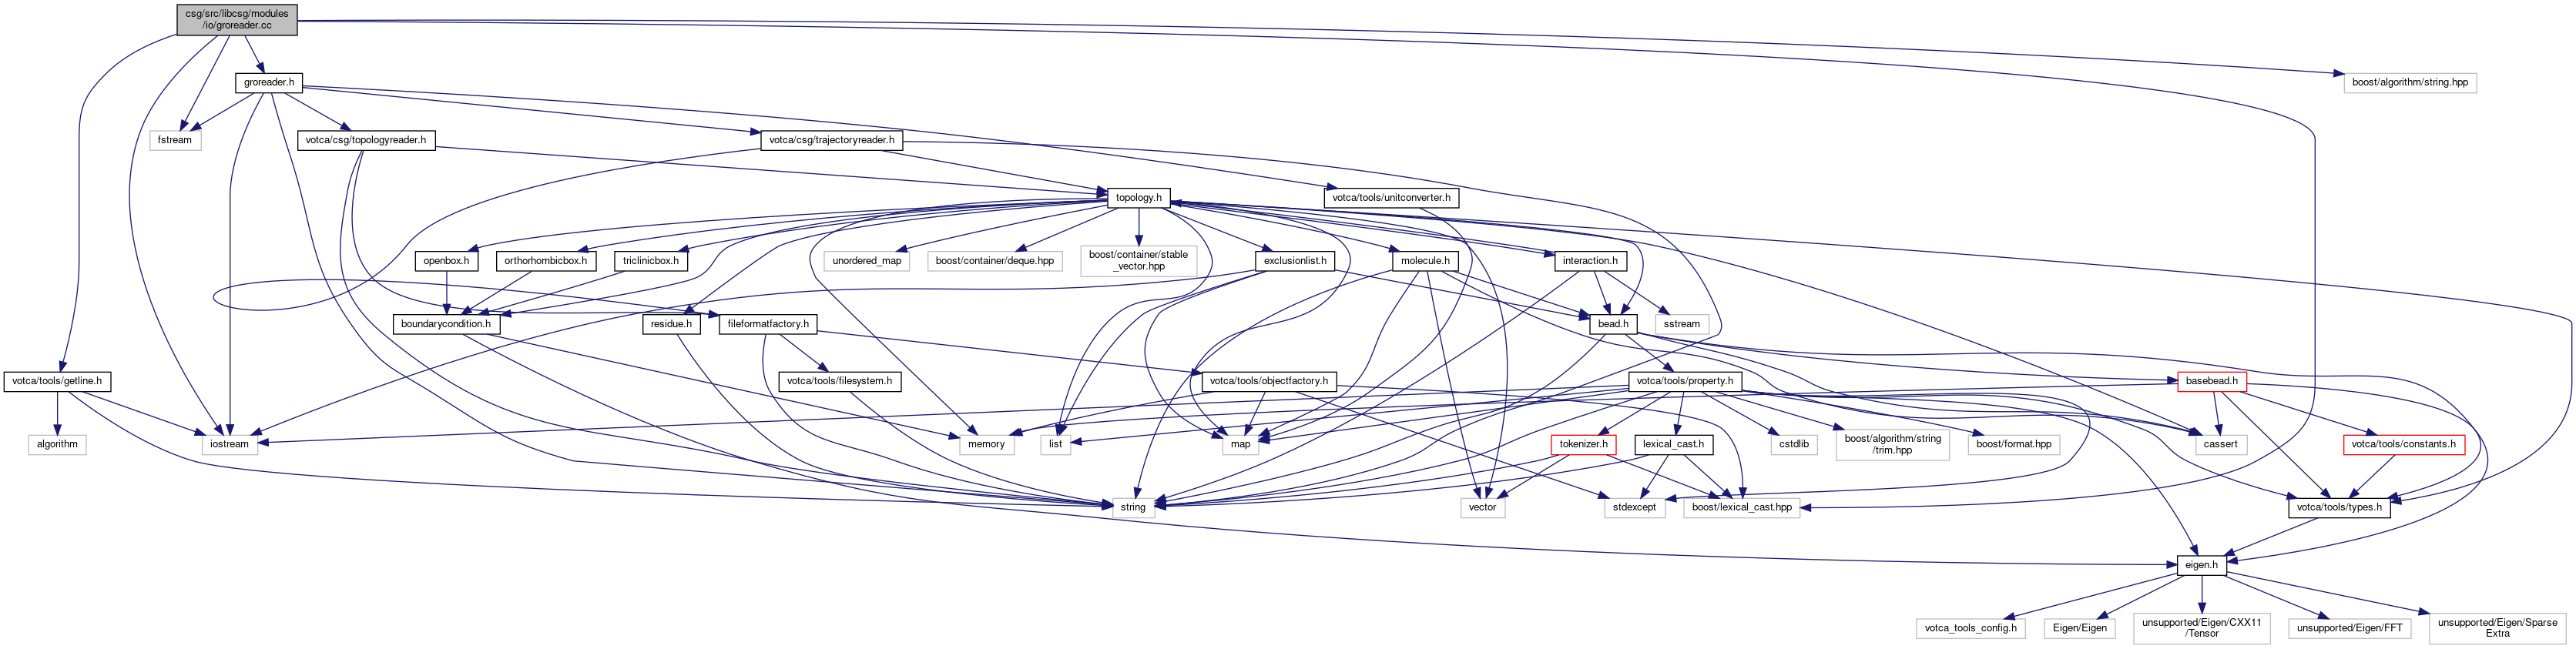 csg/src/libcsg/modules
/io/groreader.cc
groreader.h
boost/algorithm/string.hpp
fstream
votca/csg/topologyreader.h
votca/csg/trajectoryreader.h
topology.h
votca/tools/unitconverter.h
openbox.h
orthorhombicbox.h
triclinicbox.h
unordered_map
boost/container/deque.hpp
boost/container/stable
_vector.hpp
exclusionlist.h
molecule.h
interaction.h
boundarycondition.h
residue.h
fileformatfactory.h
bead.h
sstream
votca/tools/getline.h
votca/tools/filesystem.h
votca/tools/objectfactory.h
votca/tools/property.h
basebead.h
algorithm
iostream
memory
list
map
tokenizer.h
lexical_cast.h
cstdlib
boost/algorithm/string
/trim.hpp
boost/format.hpp
cassert
votca/tools/constants.h
string
vector
stdexcept
boost/lexical_cast.hpp
votca/tools/types.h
eigen.h
votca_tools_config.h
Eigen/Eigen
unsupported/Eigen/CXX11
/Tensor
unsupported/Eigen/FFT
unsupported/Eigen/Sparse
Extra